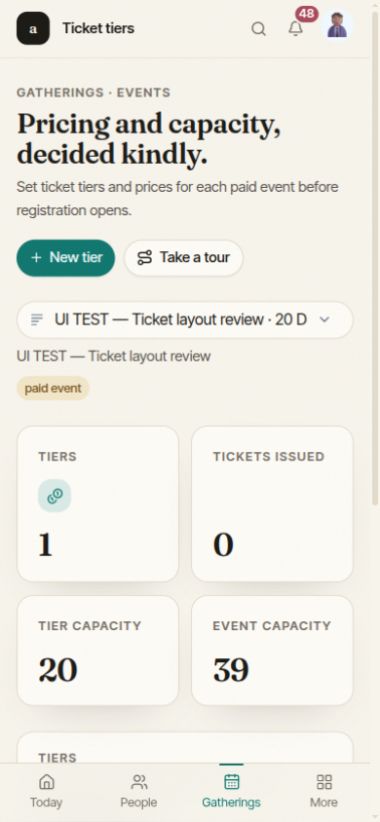 a
Ticket tiers
48
GATHERINGS · EVENTS
Pricing and capacity,
decided kindly.
Set ticket tiers and prices for each paid event before
registration opens.
+ New tier
Take a tour
UI TEST — Ticket layout review · 20 D
UI TEST — Ticket layout review
paid event
TIERS
1
TICKETS ISSUED
0
TIER CAPACITY
20
EVENT CAPACITY
39
TIERS
Today
People
Gatherings
More